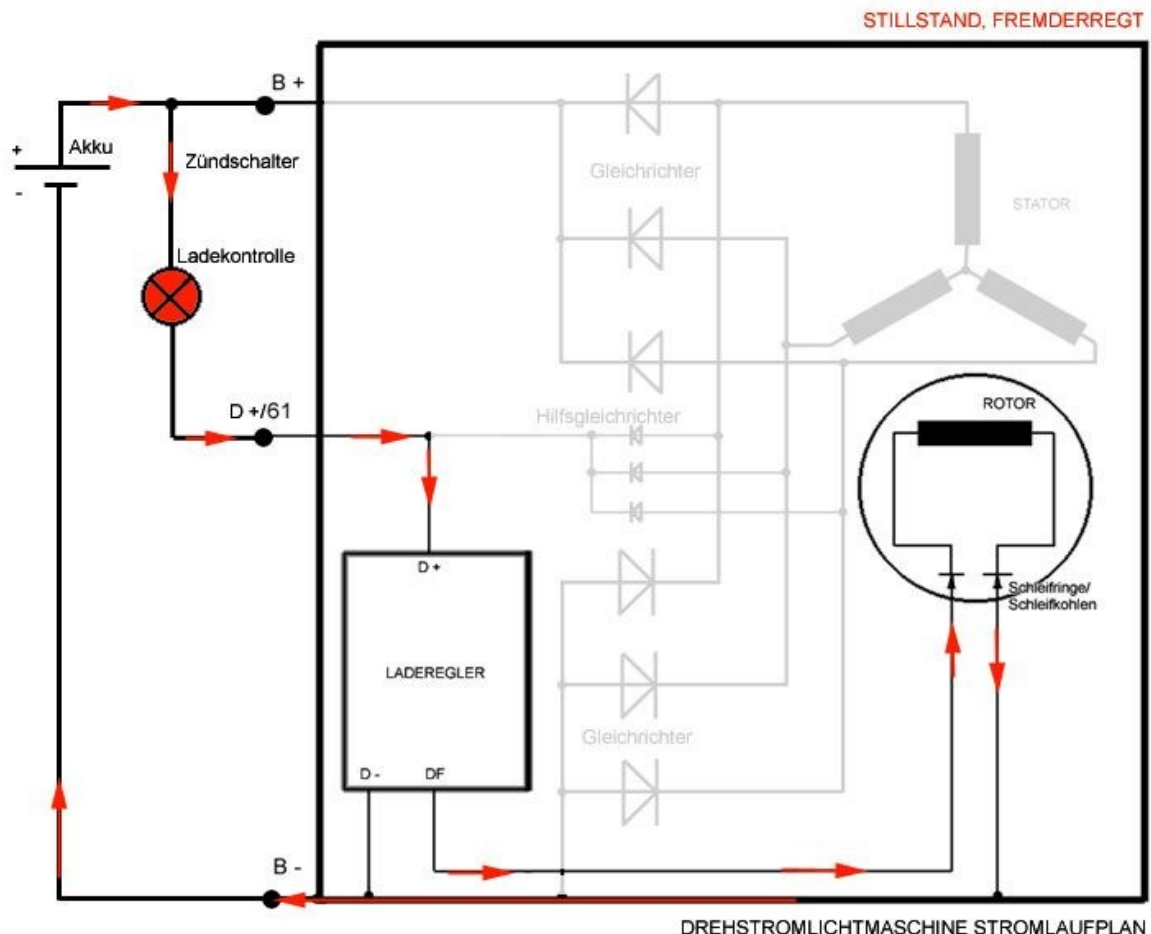 STILLSTAND, FREMDERREGT
B +
+
Akku
-
Zündschalter
Gleichrichter
STATOR
Ladekontrolle
D +/61
Hilfsgleichrichter
ROTOR
D +
Schleifringe/
Schleifkohlen
LADEREGLER
Gleichrichter
D -
DF
B -
DREHSTROMLICHTMASCHINE STROMLAUFPLAN